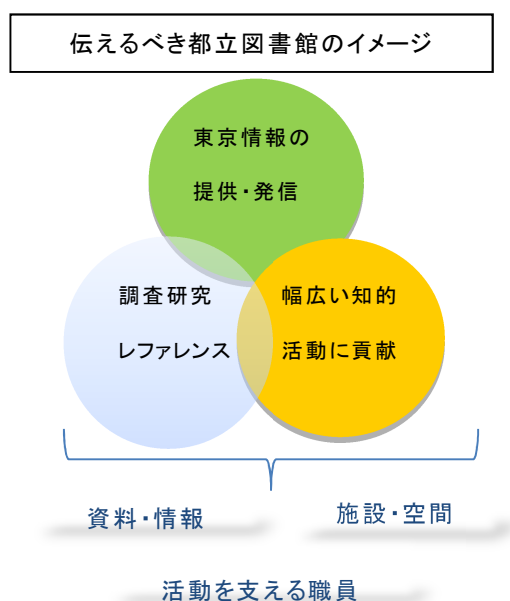 伝えるべき都立図書館のイメージ
東京情報の
提供・発信
調査研究
レファレンス
幅広い知的
活動に貢献
資料・情報
施設・空間
活動を支える職員